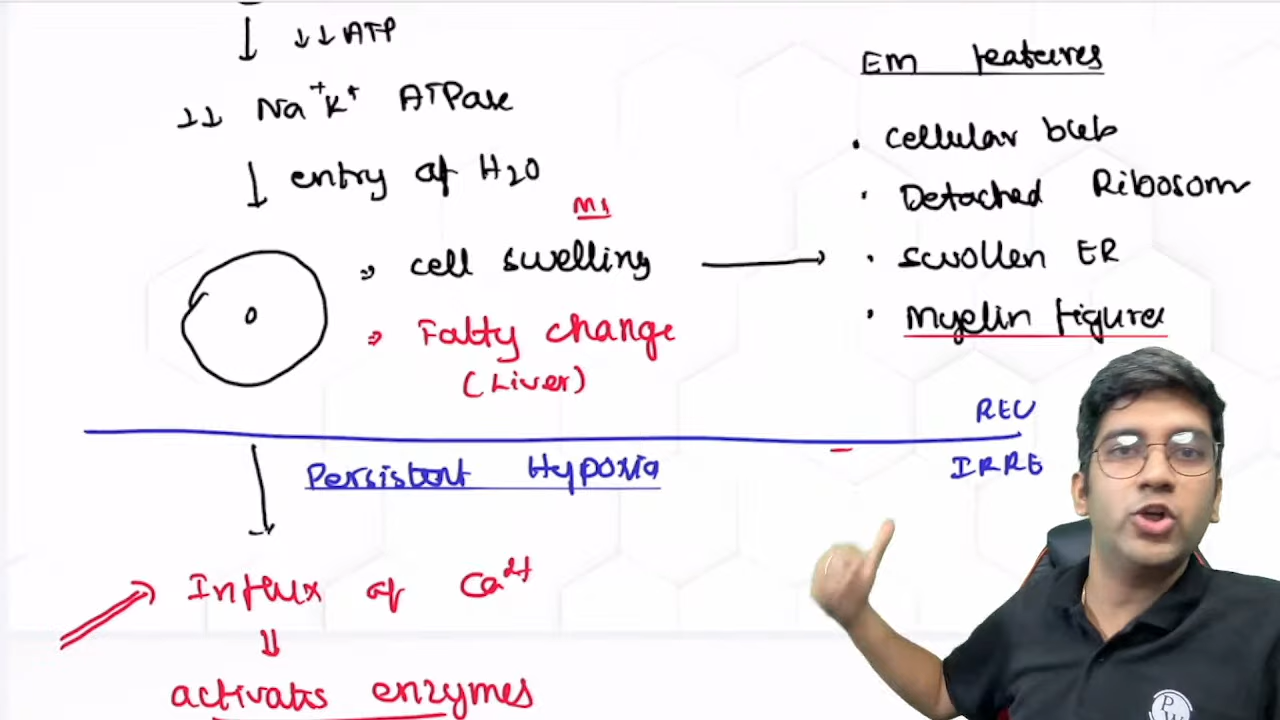 ↓ ↓↓ ATP
↓↓ Na⁺K⁺ ATPase
↓ entry of H2O
M1
⇒ cell swelling →
⇒ Fatty change
(Liver)
EM features
• cellular bleb
• Detached Ribosom
• swollen ER
• Myelin figures
REV
IRRE
Persistent Hypoxia
Influx of Ca²⁺
⇓
activates enzymes
P
W